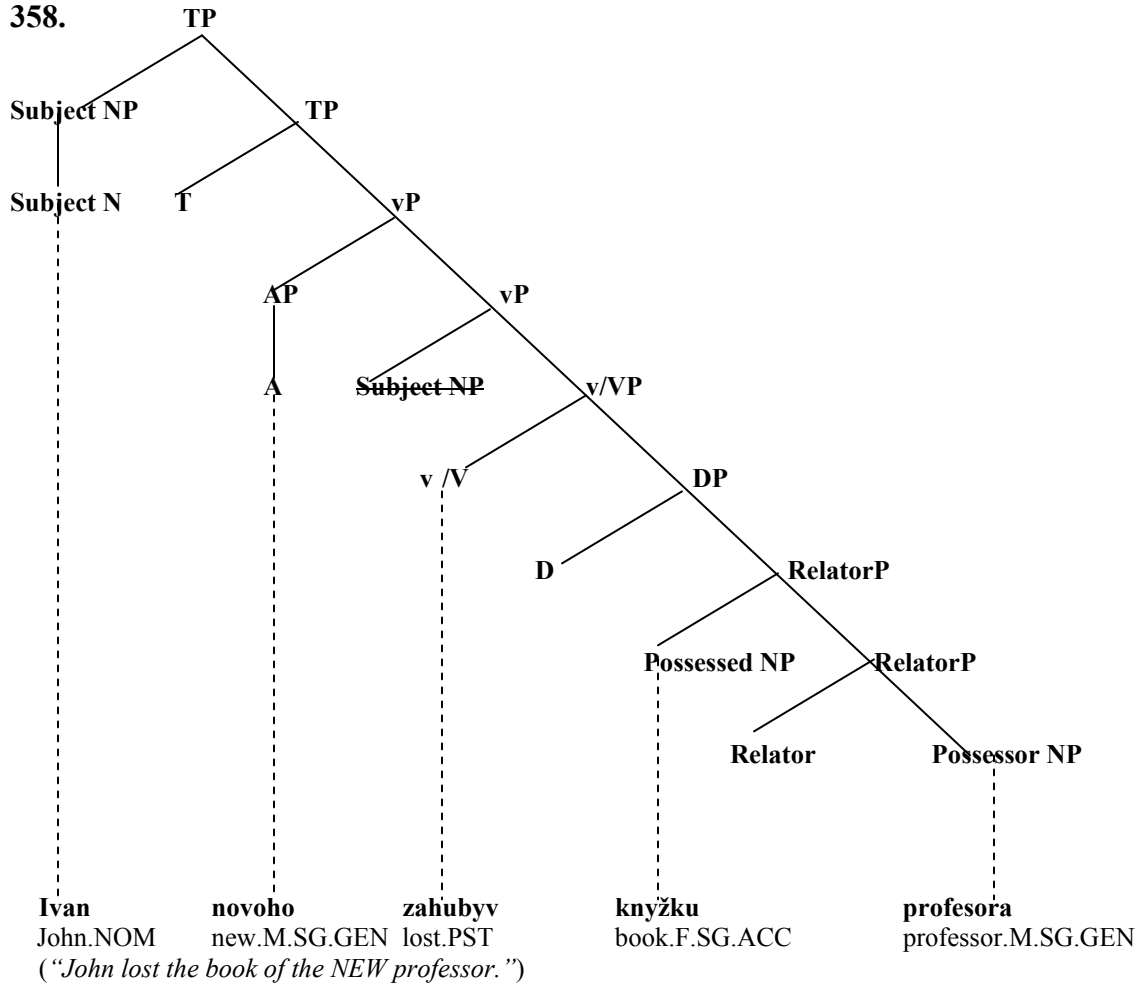 358.
TP
Subject NP TP
Subject N T vP
AP vP
A Subject NP v/VP
v /V DP
D RelatorP
Possessed NP RelatorP
Relator Possessor NP
Ivan novoho zahubyv knyžku profesora
John.NOM new.M.SG.GEN lost.PST book.F.SG.ACC professor.M.SG.GEN
(“John lost the book of the NEW professor.”)